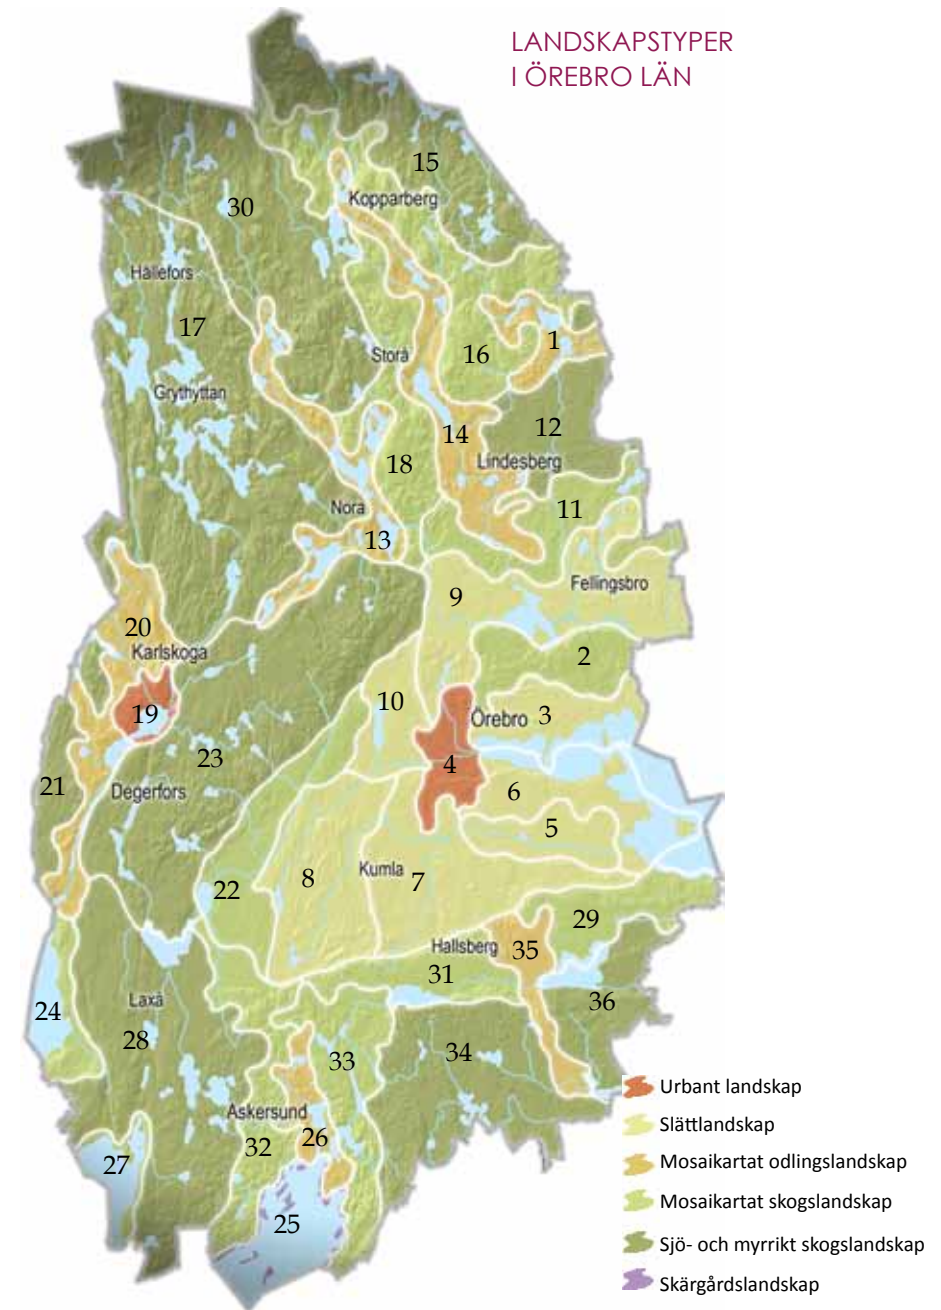 LANDSKAPSTYPER
I ÖREBRO LÄN
15
Kopparberg
30
Hällefors
17
1
Storå
16
Grythyttan
12
14
18
Lindesberg
11
Nora
13
Fellingsbro
9
20
Karlskoga
2
10
19
Örebro
3
23
4
21
Degerfors
6
5
Kumla
8
7
22
29
Hallsberg
35
31
36
24
Laxå
28
33
34
Askersund
26
32
27
25
Urbant landskap
Slättlandskap
Mosaikartat odlingslandskap
Mosaikartat skogslandskap
Sjö- och myrrikt skogslandskap
Skärgårdslandskap